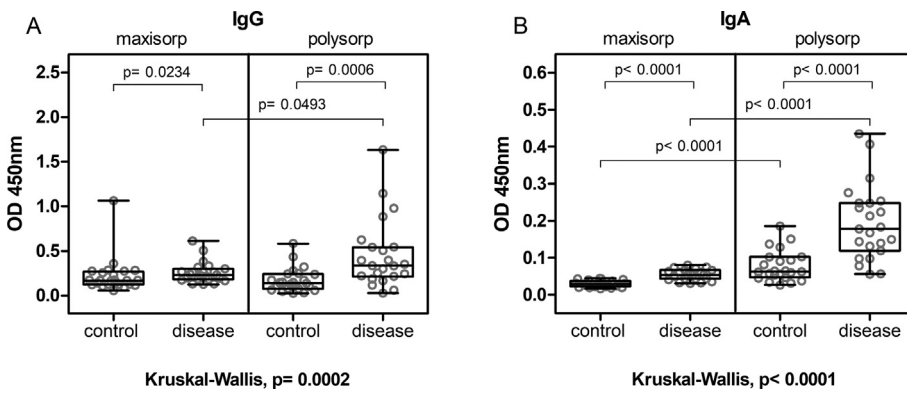 A
IgG
maxisorp
polysorp
OD 450nm
2.5
2.0
1.5
1.0
0.5
0.0
p= 0.0234
p= 0.0006
p= 0.0493
control
disease
control
disease
Kruskal-Wallis, p= 0.0002
B
IgA
maxisorp
polysorp
OD 450nm
0.6
0.5
0.4
0.3
0.2
0.1
0.0
p< 0.0001
p< 0.0001
p< 0.0001
p< 0.0001
control
disease
control
disease
Kruskal-Wallis, p< 0.0001